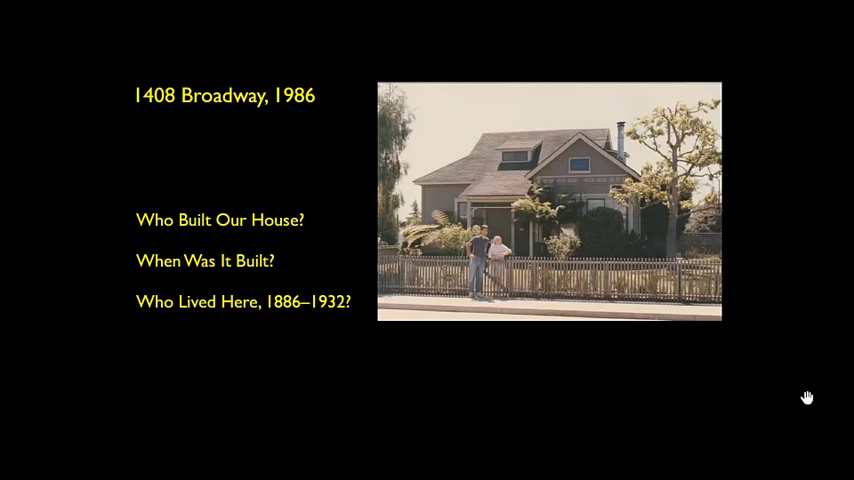 1408 Broadway, 1986
Who Built Our House?
When Was It Built?
Who Lived Here, 1886–1932?